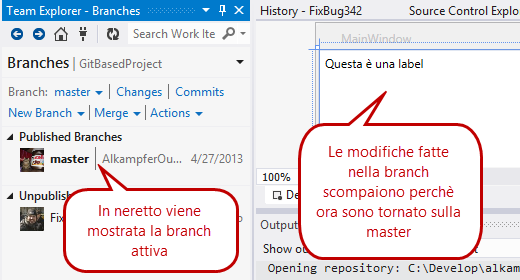 Team Explorer - Branches
Search Work Ite
Branches | GitBasedProject
Branch: master | Changes | Commits
New Branch | Merge | Actions
Published Branches
master AlkampferOu... 4/27/2013
Unpub
Fix
In neretto viene
mostrata la branch
attiva
History - FixBug342 Source Control Explo
MainWindow
Questa è una label
Le modifiche fatte
nella branch
scompaiono perchè
ora sono tornato sulla
master
100%
De
Output
Show ou
Opening repository: C:\Develop\alkam